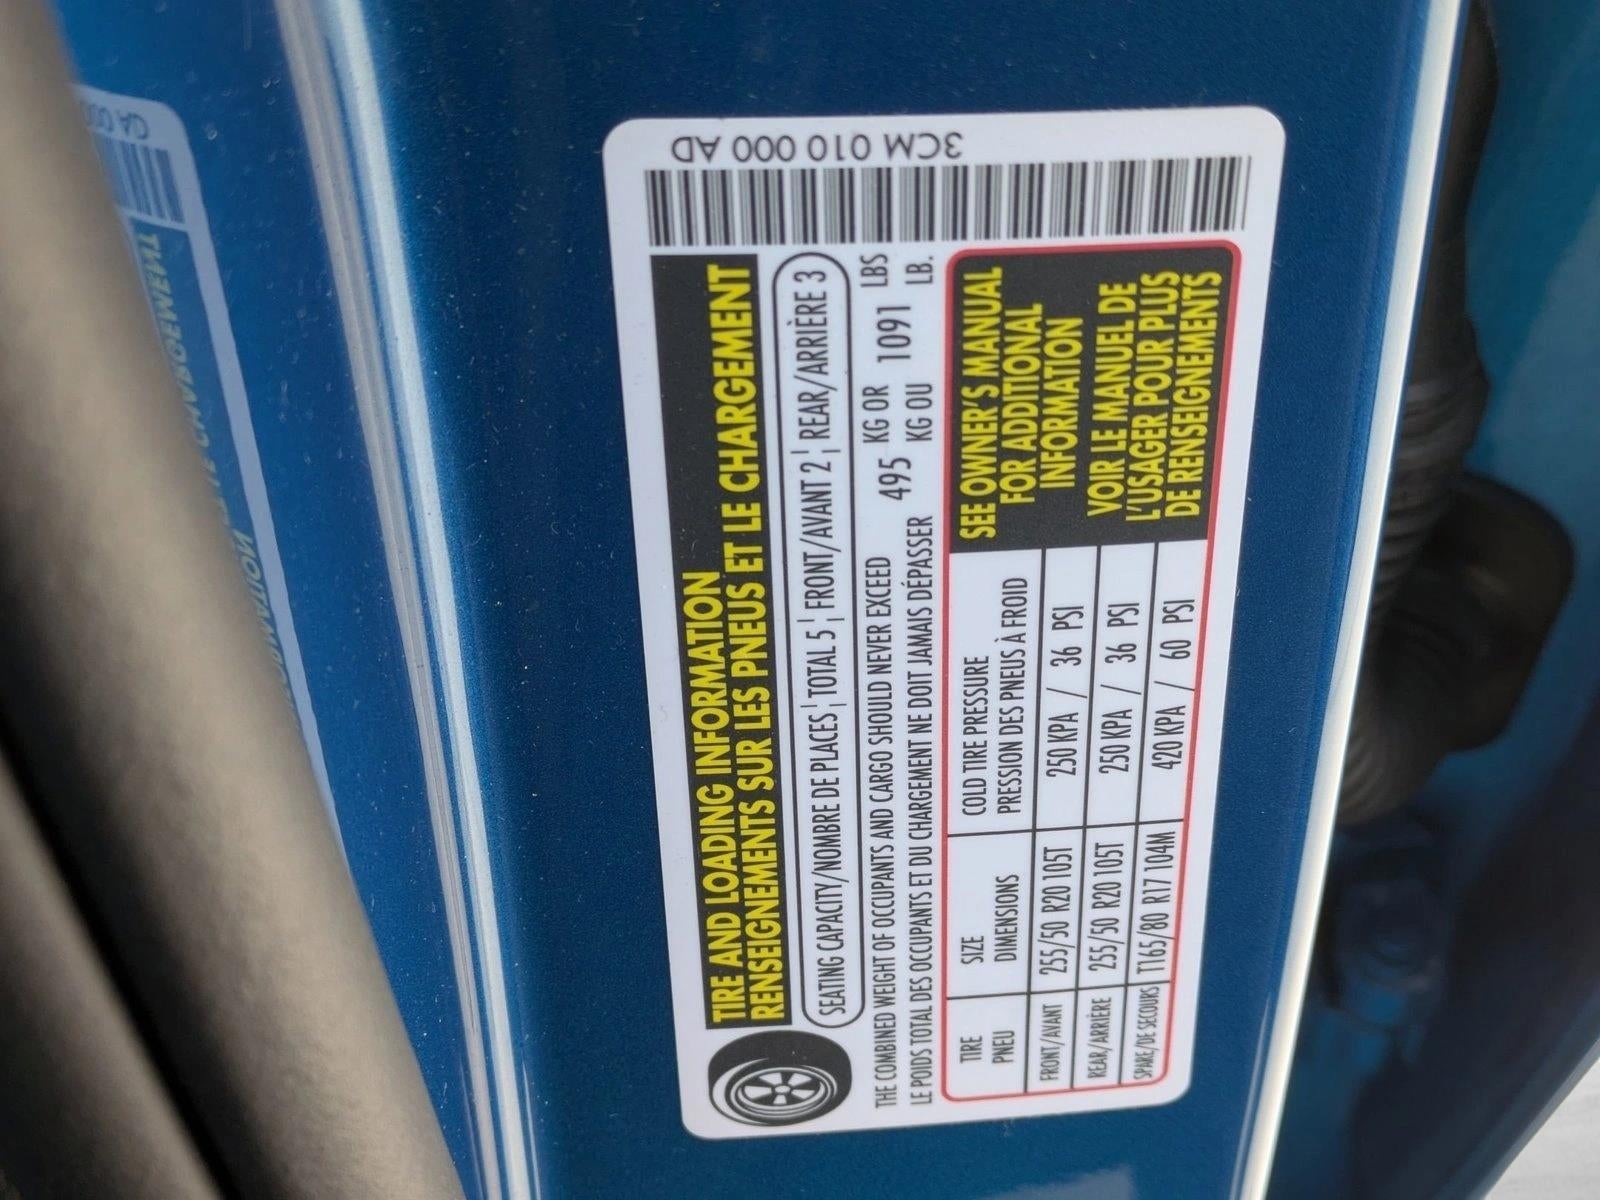 3CM 010 000 AD
TIRE AND LOADING INFORMATION
RENSEIGNEMENTS SUR LES PNEUS ET LE CHARGEMENT
SEATING CAPACITY/NOMBRE DE PLACES TOTAL 5 FRONT/AVANT 2 REAR/ARRIÈRE 3
THE COMBINED WEIGHT OF OCCUPANTS AND CARGO SHOULD NEVER EXCEED 495 KG OR 1091 LBS
LE POIDS TOTAL DES OCCUPANTS ET DU CHARGEMENT NE DOIT JAMAIS DÉPASSER KG OU LB.
TIRE SIZE COLD TIRE PRESSURE
PNEU DIMENSIONS PRESSION DES PNEUS À FROID
FRONT/AVANT 255/50 R20 105T 250 KPA / 36 PSI
REAR/ARRIÈRE 255/50 R20 105T 250 KPA / 36 PSI
SPARE/DE SECOURS T165/80 R17 104M 420 KPA / 60 PSI
SEE OWNER'S MANUAL
FOR ADDITIONAL
INFORMATION
VOIR LE MANUEL DE
L'USAGER POUR PLUS
DE RENSEIGNEMENTS